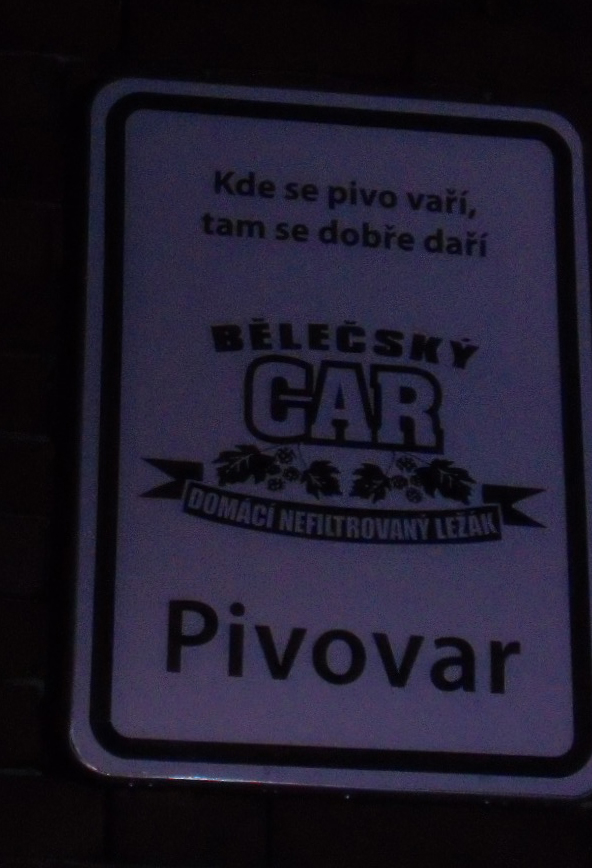 Kde se pivo vaří,
tam se dobře daří
BĚLEČSKÝ
CAR
DOMÁCÍ NEFILTROVANÝ LEŽÁK
Pivovar